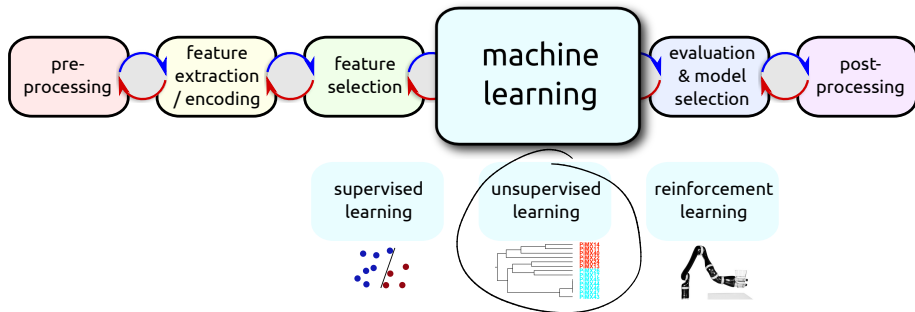 pre-
processing
feature
extraction
/ encoding
feature
selection
machine
learning
evaluation
& model
selection
post-
processing
supervised
learning
unsupervised
learning
reinforcement
learning